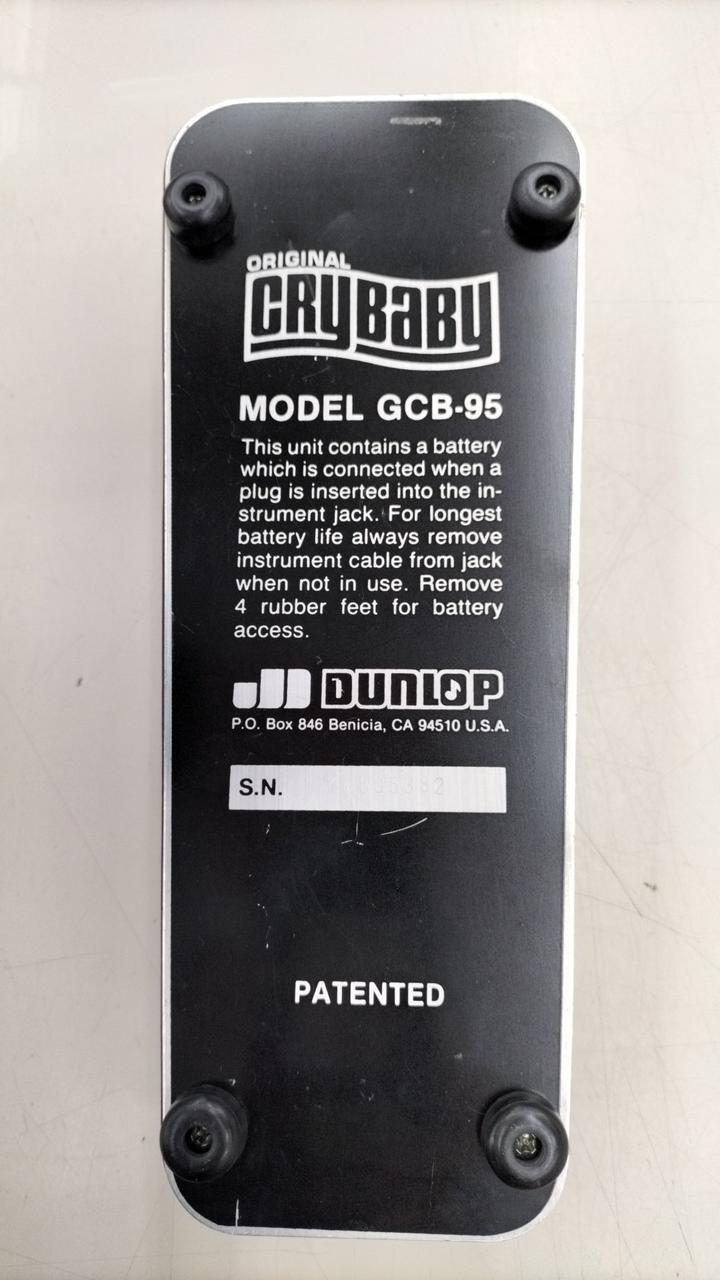 ORIGINAL
CRYBABY
MODEL GCB-95
This unit contains a battery
which is connected when a
plug is inserted into the in-
strument jack. For longest
battery life always remove
instrument cable from jack
when not in use. Remove
4 rubber feet for battery
access.
DUNLOP
P.O. Box 846 Benicia, CA 94510 U.S.A.
S.N.
PATENTED